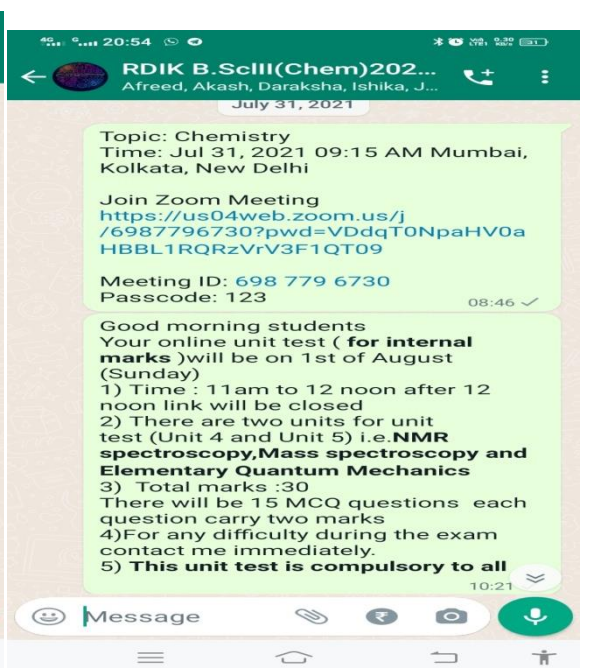 20:54
31
RDIK B.ScIII(Chem)202...
Afreed, Akash, Daraksha, Ishika, J...
July 31, 2021
Topic: Chemistry
Time: Jul 31, 2021 09:15 AM Mumbai,
Kolkata, New Delhi
Join Zoom Meeting
https://us04web.zoom.us/j
/6987796730?pwd=VDdqT0NpaHV0a
HBBL1RQRzVrV3F1QT09
Meeting ID: 698 779 6730
Passcode: 123
08:46
Good morning students
Your online unit test ( for internal
marks )will be on 1st of August
(Sunday)
1) Time : 11am to 12 noon after 12
noon link will be closed
2) There are two units for unit
test (Unit 4 and Unit 5) i.e.NMR
spectroscopy,Mass spectroscopy and
Elementary Quantum Mechanics
3) Total marks :30
There will be 15 MCQ questions each
question carry two marks
4)For any difficulty during the exam
contact me immediately.
5) This unit test is compulsory to all
10:21
Message